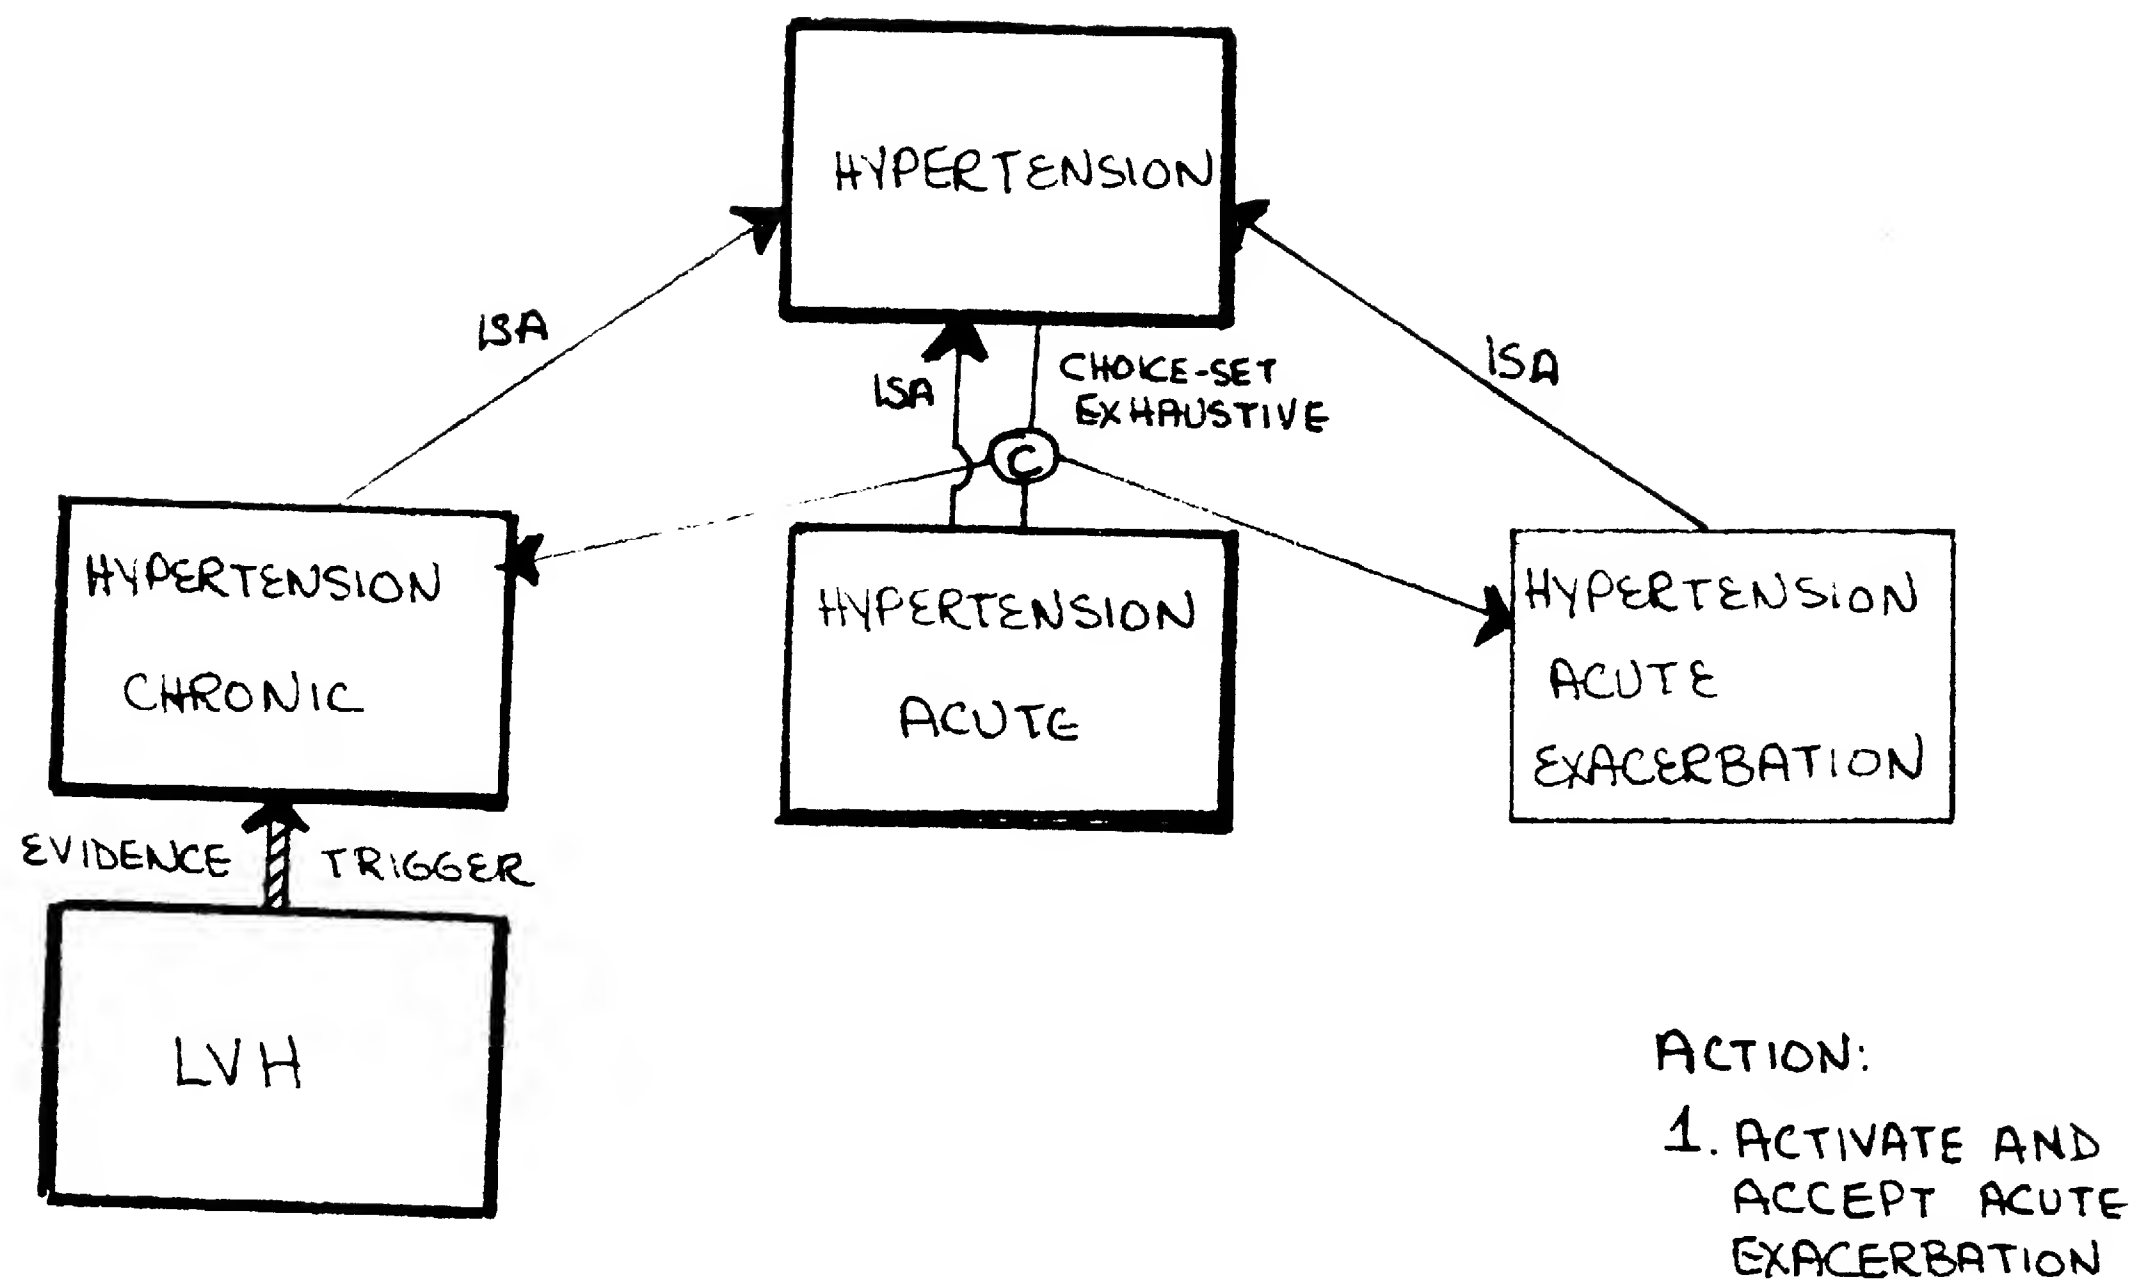 HYPERTENSION
ISA
ISA
CHOICE-SET
EXHAUSTIVE
ISA
C
HYPERTENSION
CHRONIC
HYPERTENSION
ACUTE
HYPERTENSION
ACUTE
EXACERBATION
EVIDENCE TRIGGER
LVH
ACTION:
1. ACTIVATE AND
ACCEPT ACUTE
EXACERBATION